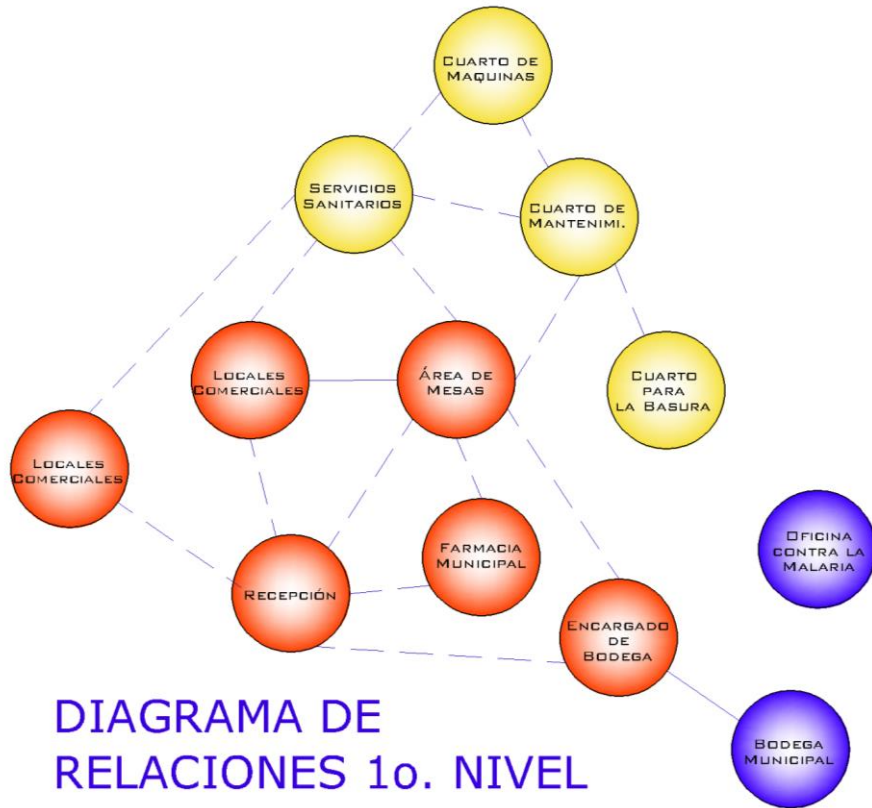 CUARTO DE
MAQUINAS
SERVICIOS
SANITARIOS
CUARTO DE
MANTENIMI.
LOCALES
COMERCIALES
ÁREA DE
MESAS
CUARTO
PARA
LA BASURA
LOCALES
COMERCIALES
RECEPCIÓN
FARMACIA
MUNICIPAL
OFICINA
CONTRA LA
MALARIA
ENCARGADO
DE
BODEGA
BODEGA
MUNICIPAL
DIAGRAMA DE
RELACIONES 1o. NIVEL